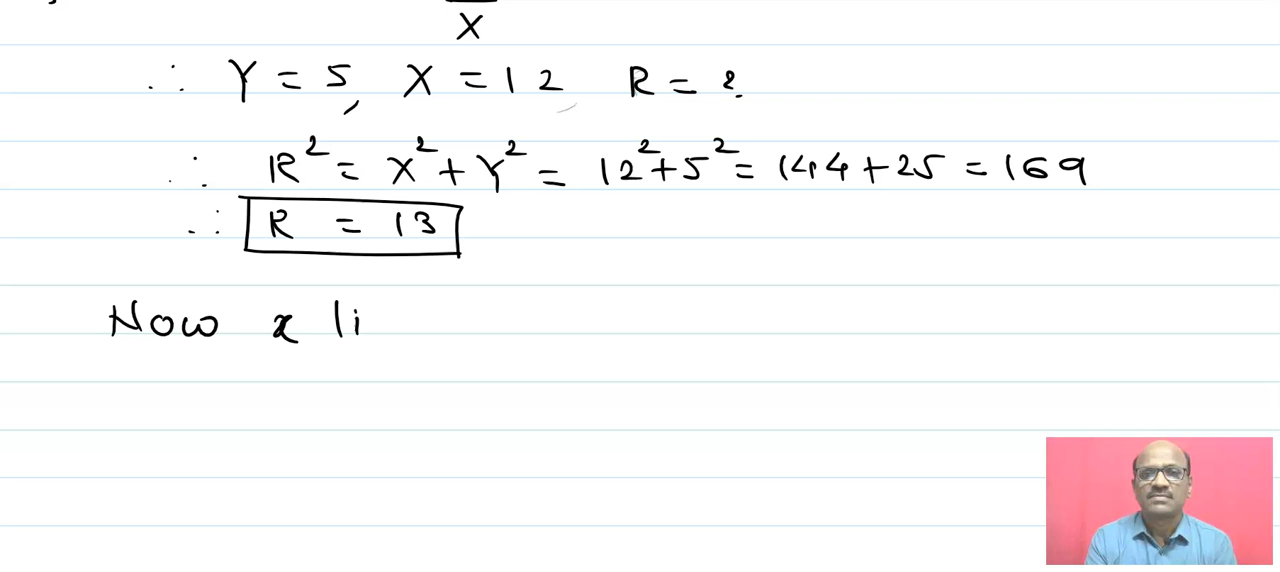 X
∴ Y = 5, X = 12 R = ?
∴ R² = X² + Y² = 12² + 5² = 144 + 25 = 169
∴ R = 13
Now x li